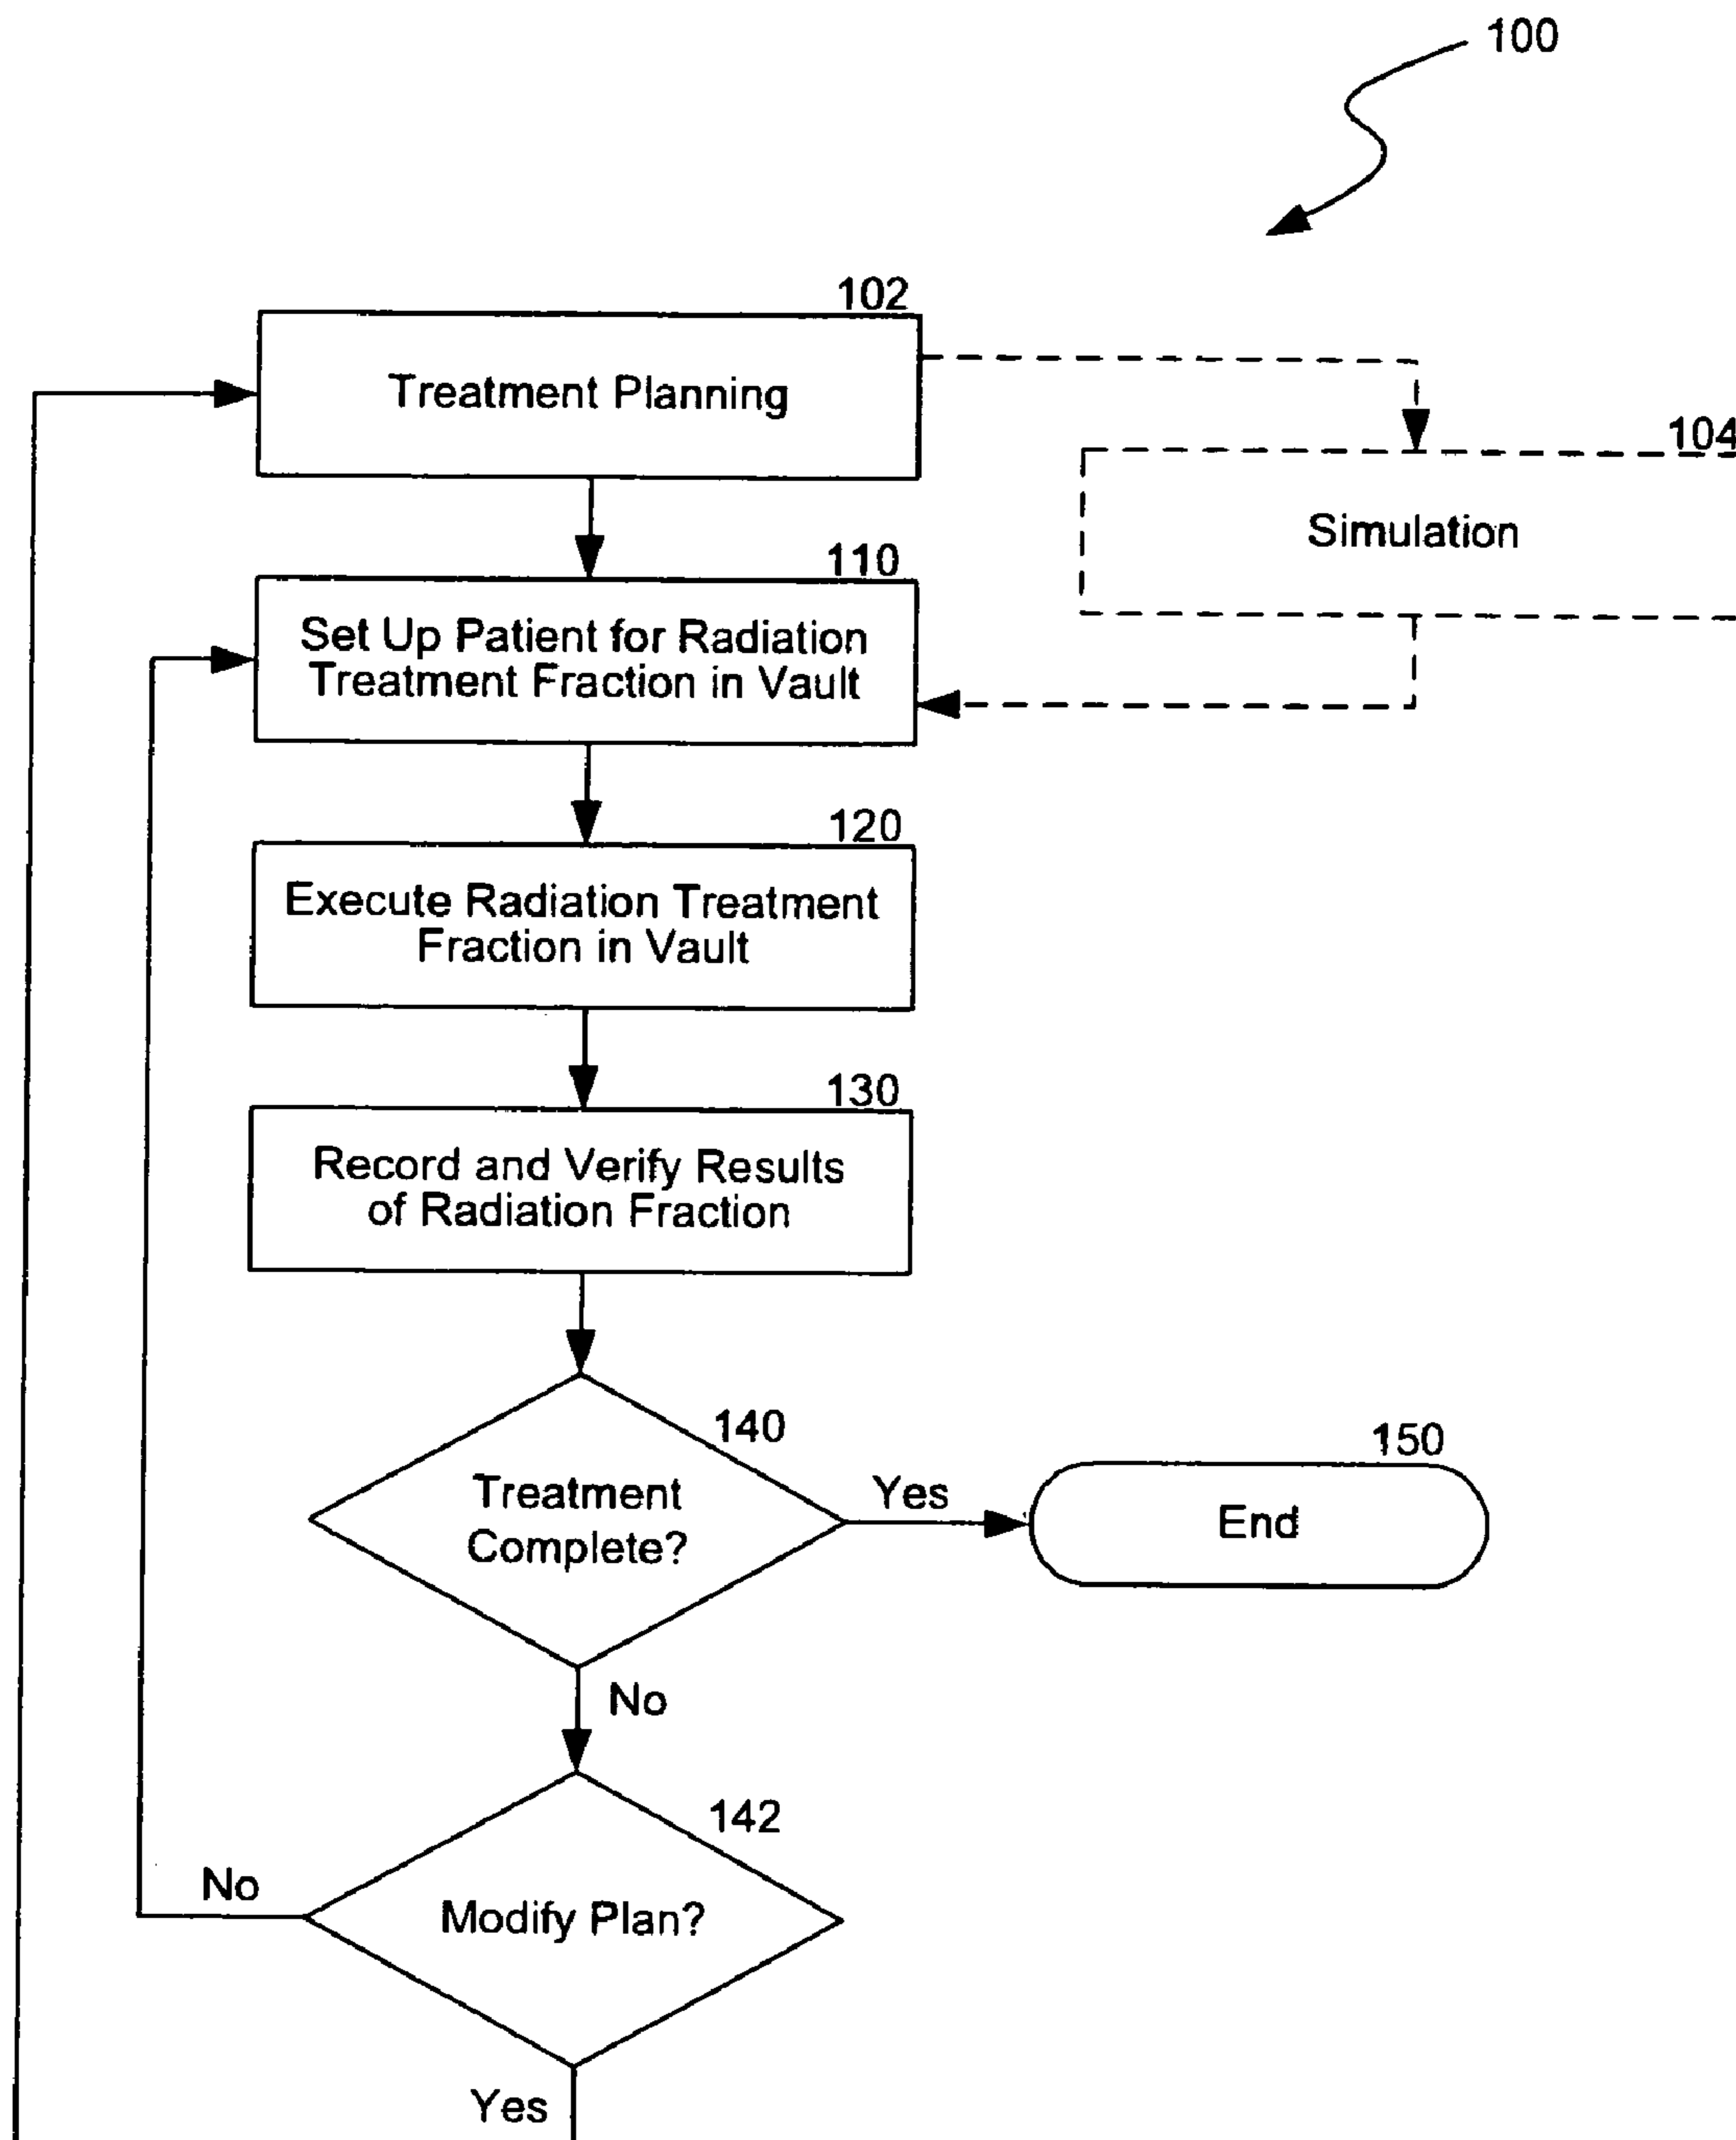 100
102
Treatment Planning
104
Simulation
110
Set Up Patient for Radiation
Treatment Fraction in Vault
120
Execute Radiation Treatment
Fraction in Vault
130
Record and Verify Results
of Radiation Fraction
140
Treatment
Complete?
Yes
150
End
No
142
Modify Plan?
No
Yes